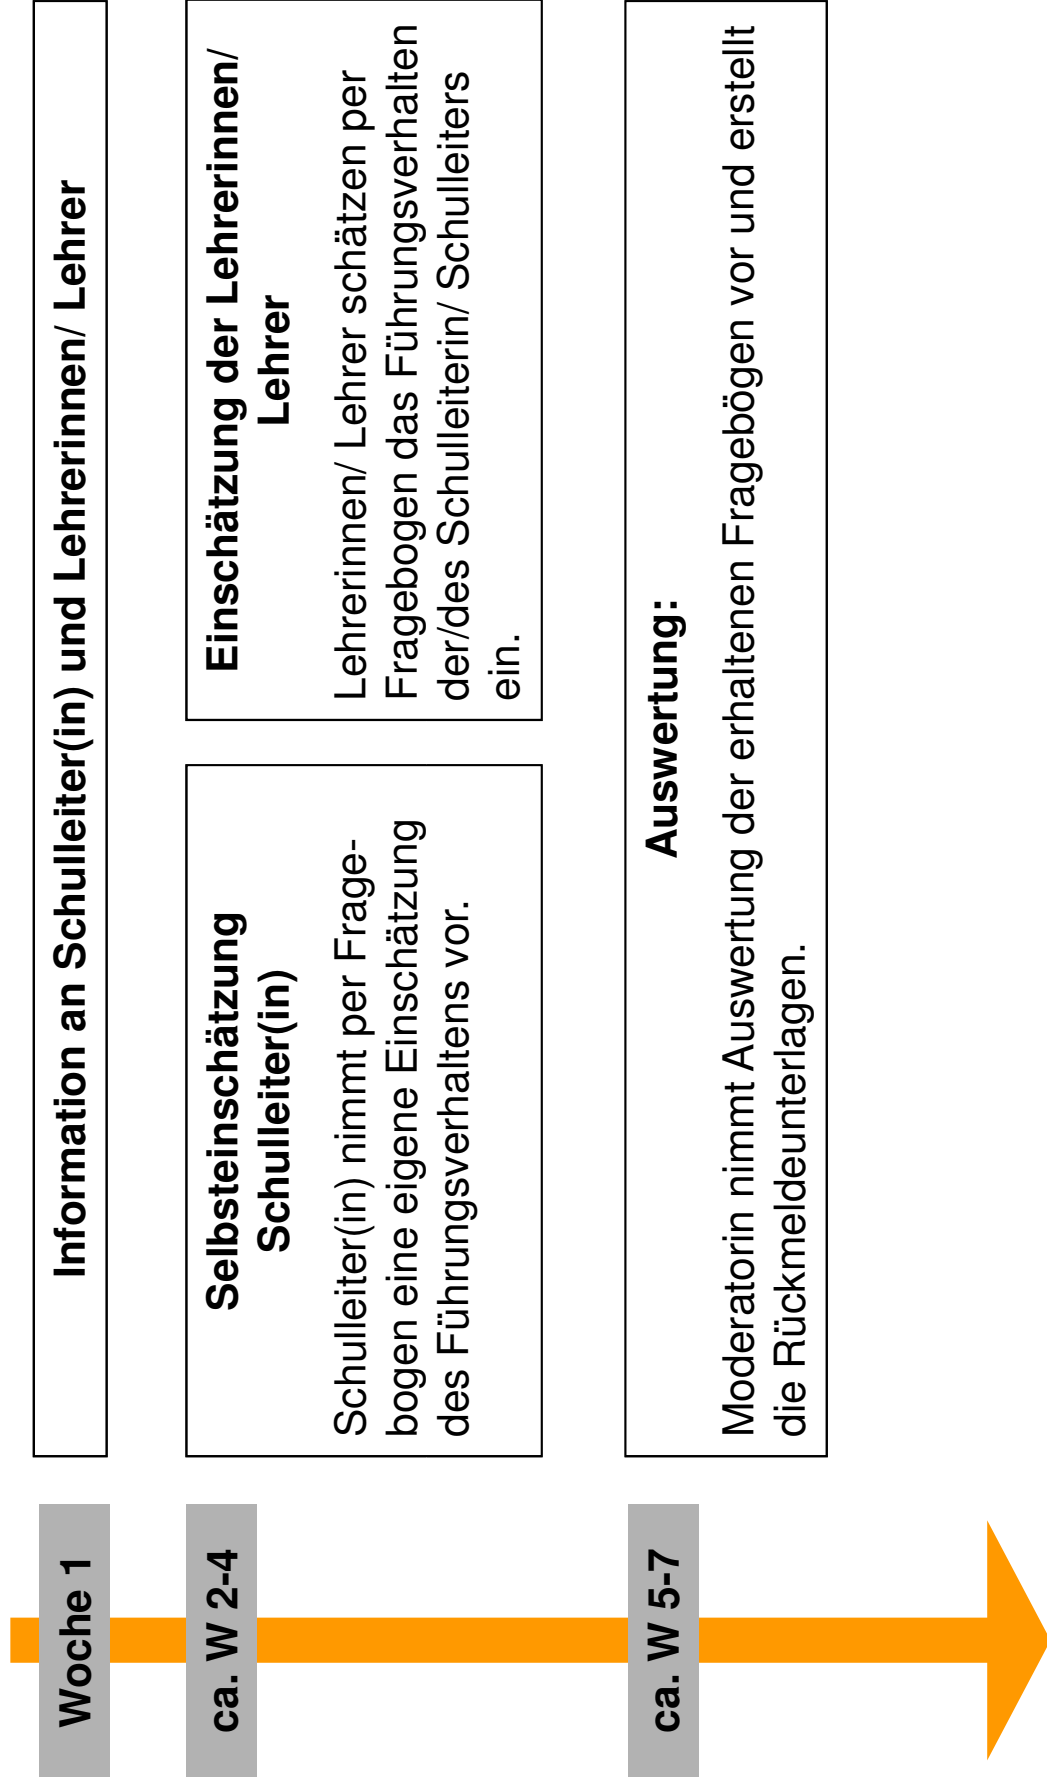 Woche 1
Information an Schulleiter(in) und Lehrerinnen/ Lehrer
ca. W 2-4
Selbsteinschätzung
Schulleiter(in)
Schulleiter(in) nimmt per Frage-
bogen eine eigene Einschätzung
des Führungsverhaltens vor.
Einschätzung der Lehrerinnen/
Lehrer
Lehrerinnen/ Lehrer schätzen per
Fragebogen das Führungsverhalten
der/des Schulleiterin/ Schulleiters
ein.
ca. W 5-7
Auswertung:
Moderatorin nimmt Auswertung der erhaltenen Fragebögen vor und erstellt
die Rückmeldeunterlagen.